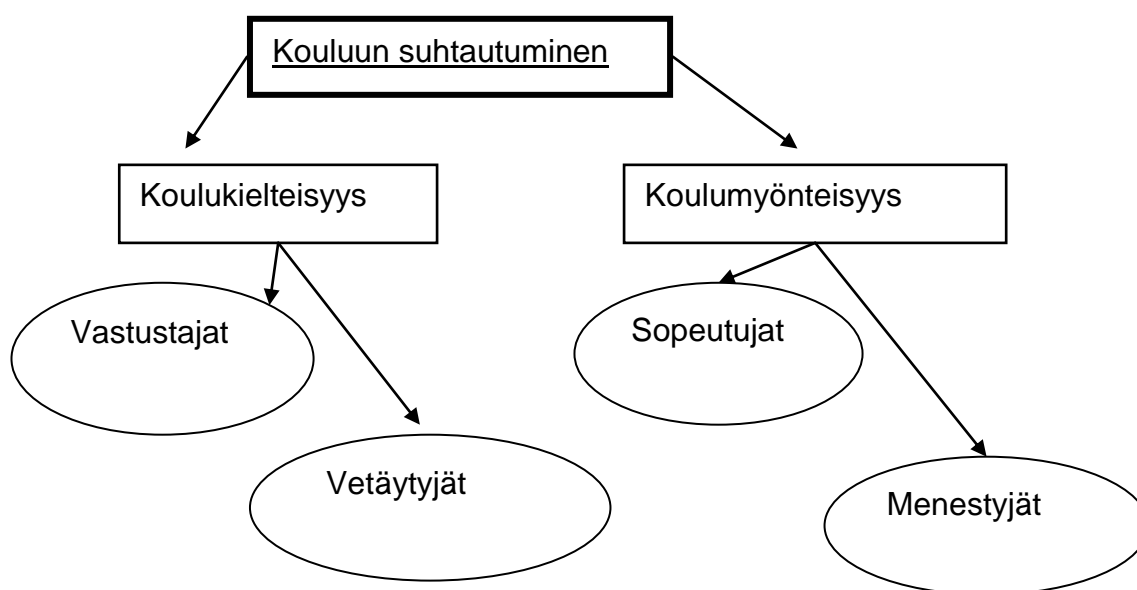 Kouluun suhtautuminen
Koulukielteisyys
Koulumyönteisyys
Vastustajat
Sopeutujat
Vetäytyjät
Menestyjät